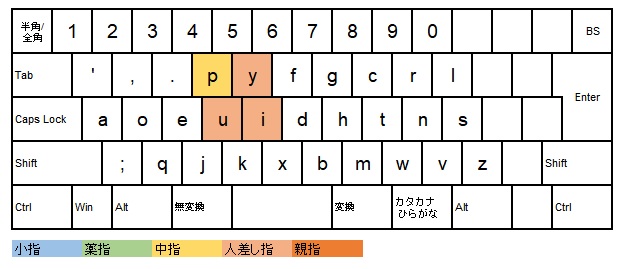 半角/
全角 1 2 3 4 5 6 7 8 9 0 BS
Tab ' , . p y f g c r l
Enter
Caps Lock a o e u i d h t n s
Shift ; q j k x b m w v z Shift
Ctrl Win Alt 無変換 変換 カタカナ
ひらがな Alt Ctrl
小指 薬指 中指 人差し指 親指